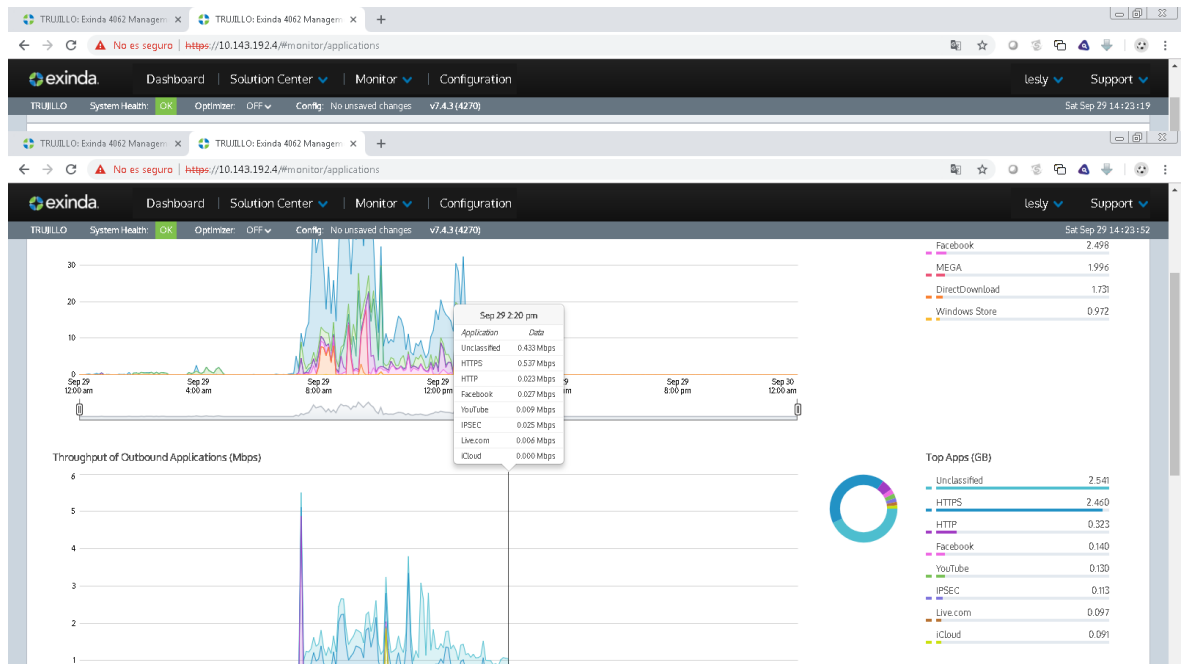 TRUJILLO: Exinda 4062 Managem × TRUJILLO: Exinda 4062 Managem × +
No es seguro | https://10.143.192.4/#monitor/applications
exinda. Dashboard | Solution Center | Monitor | Configuration lesly Support
TRUJILLO System Health: OK Optimizer: OFF Config: No unsaved changes v7.4.3 (4270) Sat Sep 29 14:23:19
TRUJILLO: Exinda 4062 Managem × TRUJILLO: Exinda 4062 Managem × +
No es seguro | https://10.143.192.4/#monitor/applications
exinda. Dashboard | Solution Center | Monitor | Configuration lesly Support
TRUJILLO System Health: OK Optimizer: OFF Config: No unsaved changes v7.4.3 (4270) Sat Sep 29 14:23:52
30
20
10
0
Sep 29 12:00 am
Sep 29 4:00 am
Sep 29 8:00 am
Sep 29 12:00 pm
9
m
Sep 29 8:00 pm
Sep 30 12:00 am
Facebook 2.498
MEGA 1.996
DirectDownload 1.731
Windows Store 0.972
Sep 29 2:20 pm
Application Data
Unclassified 0.433 Mbps
HTTPS 0.537 Mbps
HTTP 0.023 Mbps
Facebook 0.027 Mbps
YouTube 0.009 Mbps
IPSEC 0.025 Mbps
Live.com 0.006 Mbps
iCloud 0.000 Mbps
Throughput of Outbound Applications (Mbps)
6
5
4
3
2
1
Top Apps (GB)
Unclassified 2.541
HTTPS 2.460
HTTP 0.323
Facebook 0.140
YouTube 0.130
IPSEC 0.113
Live.com 0.097
iCloud 0.091